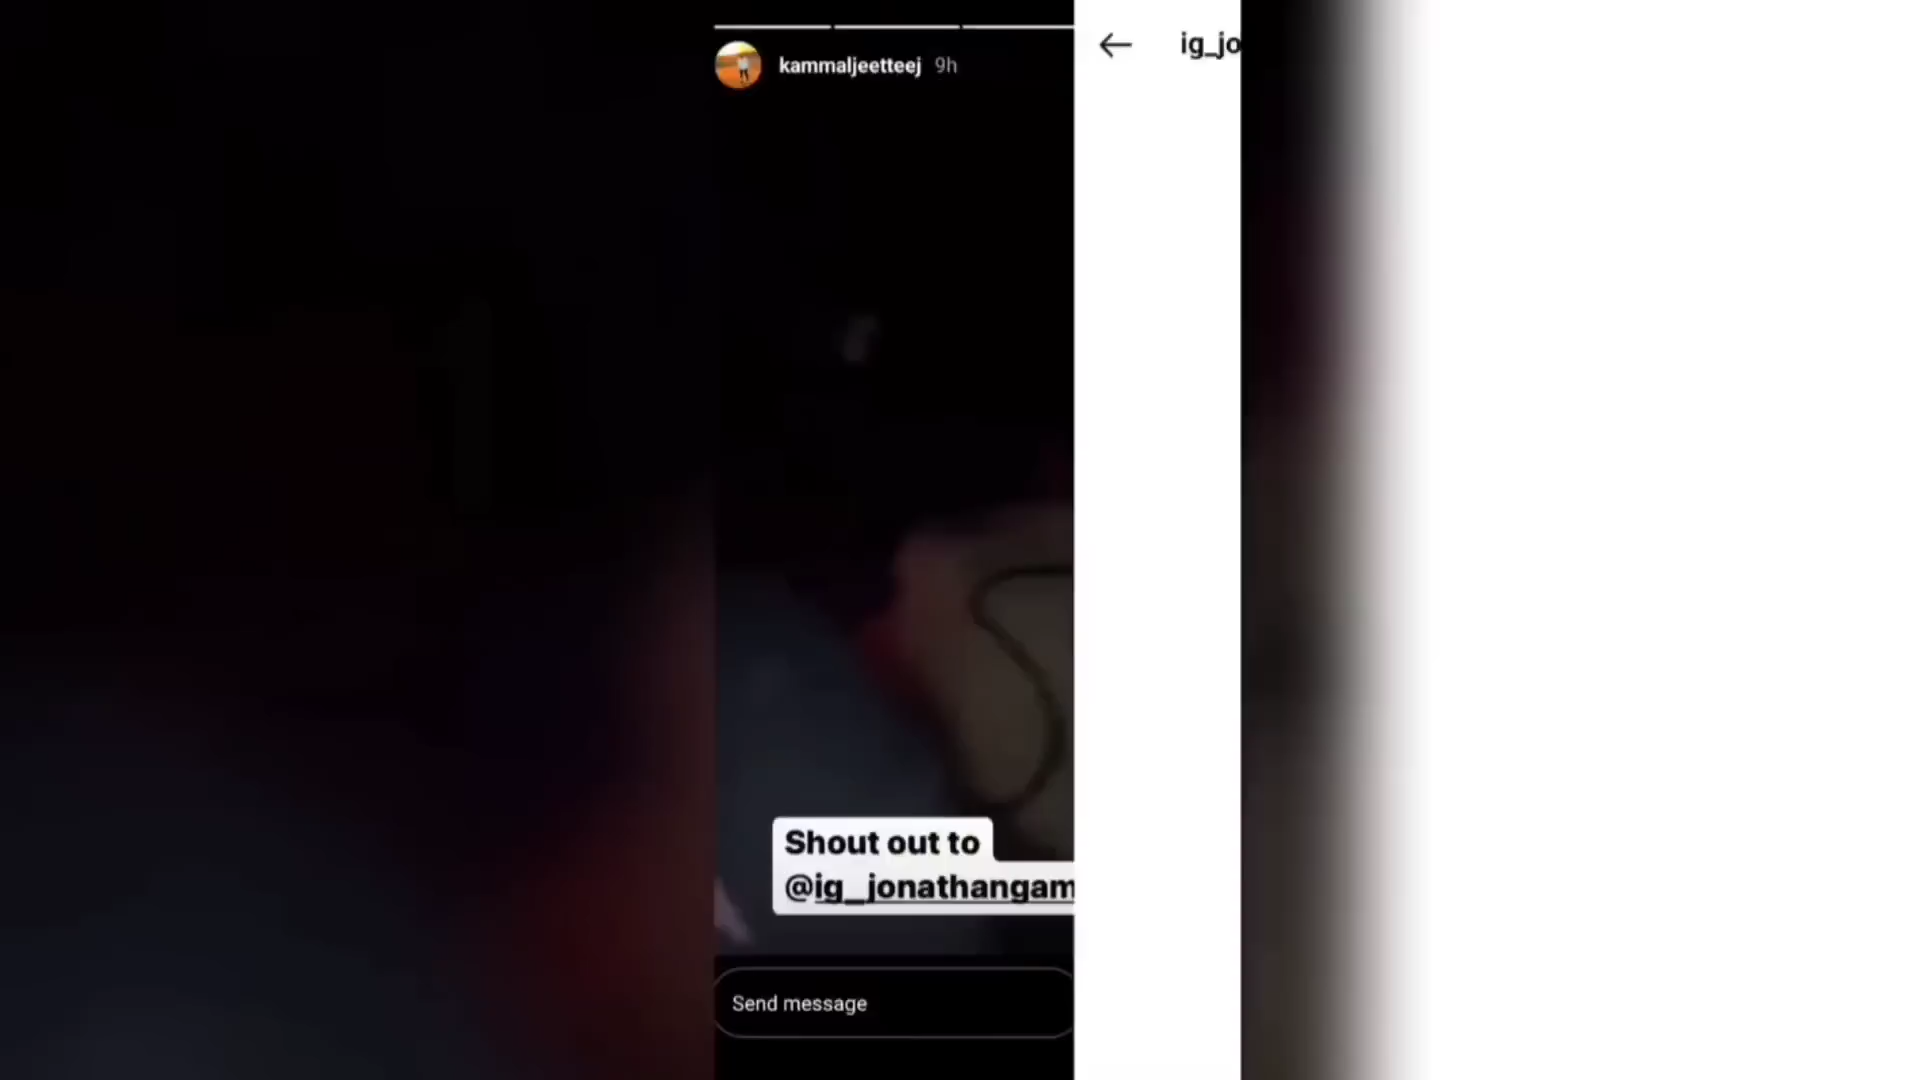 kammaljeetteej 9h
ig_jo
Shout out to
@ig_jonathangam
Send message